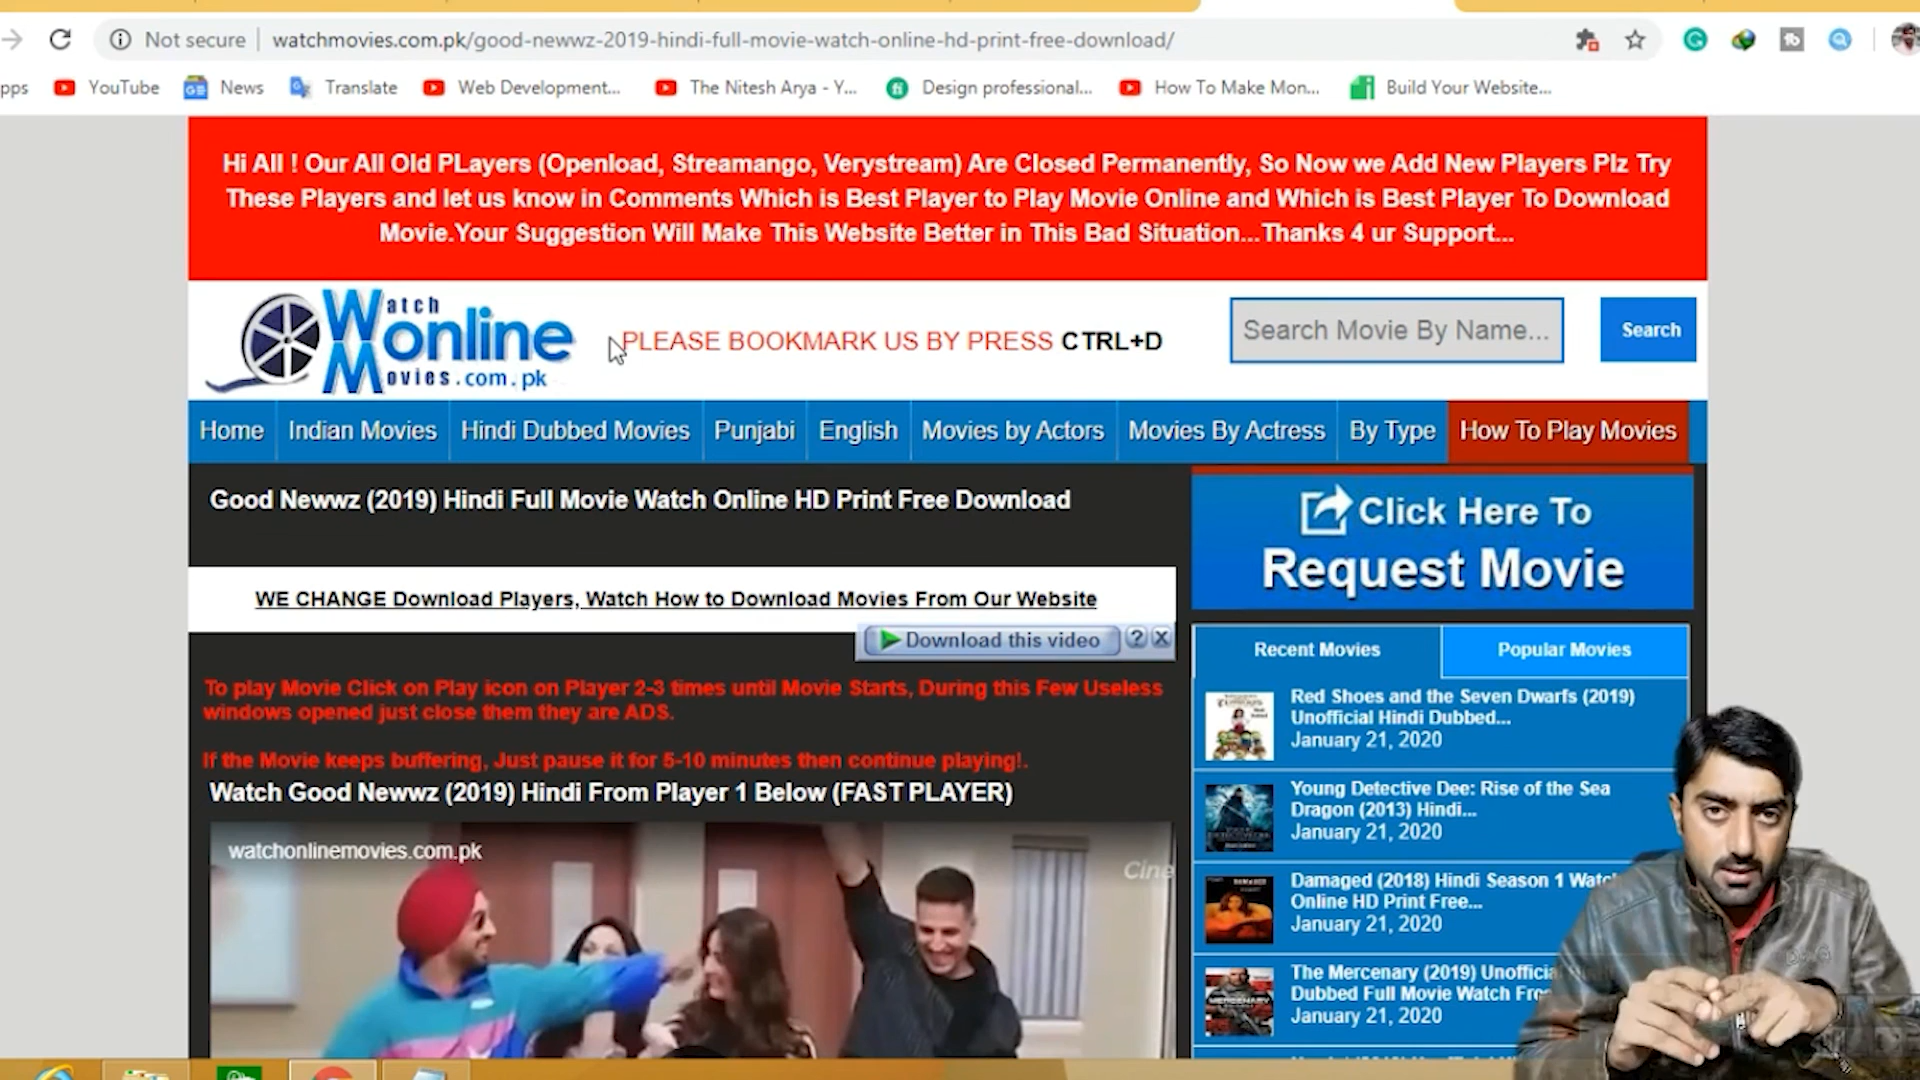 Not secure
watchmovies.com.pk/good-newwz-2019-hindi-full-movie-watch-online-hd-print-free-download/
pps
YouTube
News
Translate
Web Development...
The Nitesh Arya - Y...
Design professional...
How To Make Mon...
Build Your Website...
Hi All ! Our All Old PLayers (Openload, Streamango, Verystream) Are Closed Permanently, So Now we Add New Players Plz Try
These Players and let us know in Comments Which is Best Player to Play Movie Online and Which is Best Player To Download
Movie.Your Suggestion Will Make This Website Better in This Bad Situation...Thanks 4 ur Support...
Watch
online
Movies.com.pk
PLEASE BOOKMARK US BY PRESS CTRL+D
Search Movie By Name...
Search
Home
Indian Movies
Hindi Dubbed Movies
Punjabi
English
Movies by Actors
Movies By Actress
By Type
How To Play Movies
Good Newwz (2019) Hindi Full Movie Watch Online HD Print Free Download
WE CHANGE Download Players, Watch How to Download Movies From Our Website
Download this video
? X
To play Movie Click on Play icon on Player 2-3 times until Movie Starts, During this Few Useless
windows opened just close them they are ADS.
If the Movie keeps buffering, Just pause it for 5-10 minutes then continue playing!.
Watch Good Newwz (2019) Hindi From Player 1 Below (FAST PLAYER)
watchonlinemovies.com.pk
Cine
Click Here To
Request Movie
Recent Movies
Popular Movies
Red Shoes and the Seven Dwarfs (2019)
Unofficial Hindi Dubbed...
January 21, 2020
Young Detective Dee: Rise of the Sea
Dragon (2013) Hindi...
January 21, 2020
Damaged (2018) Hindi Season 1 Watch
Online HD Print Free...
January 21, 2020
The Mercenary (2019) Unofficial
Dubbed Full Movie Watch Free
January 21, 2020